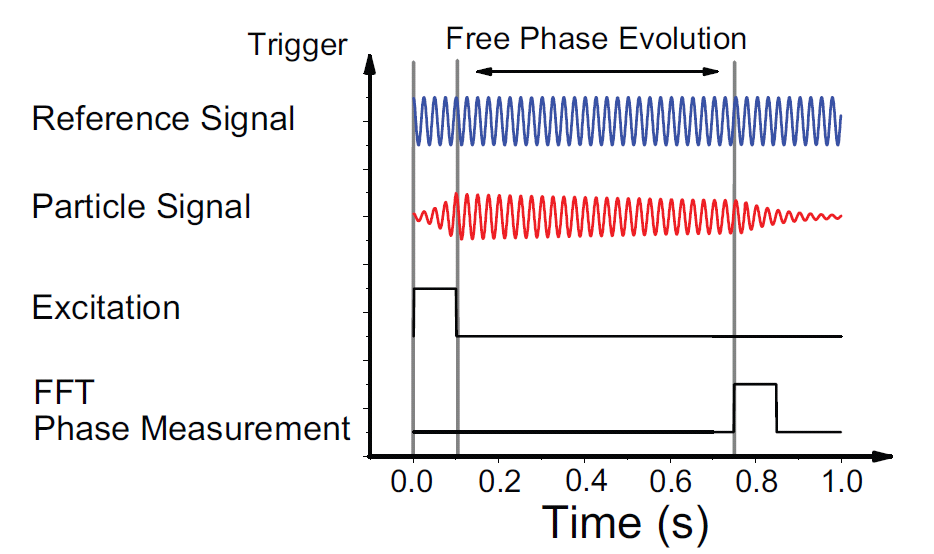 Trigger
Free Phase Evolution
Reference Signal
Particle Signal
Excitation
FFT
Phase Measurement
0.0 0.2 0.4 0.6 0.8 1.0
Time (s)